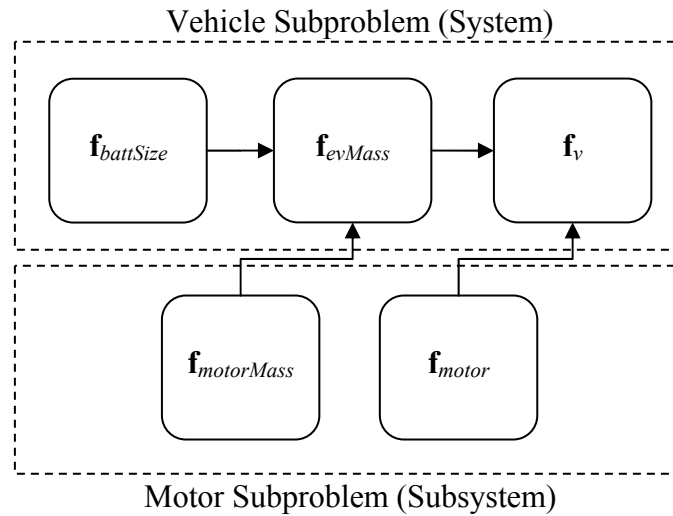 Vehicle Subproblem (System)
f_battSize
f_evMass
f_v
f_motorMass
f_motor
Motor Subproblem (Subsystem)